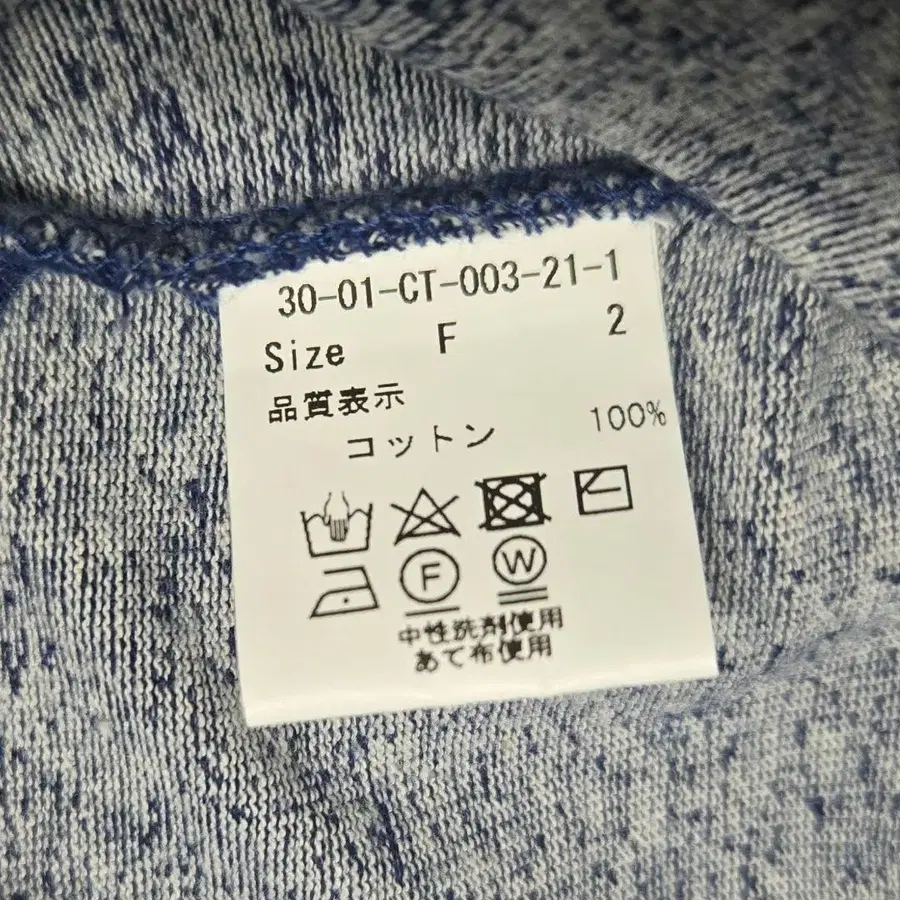 30-01-CT-003-21-1
Size F 2
品質表示
コットン 100%
F W
中性洗剤使用
あて布使用